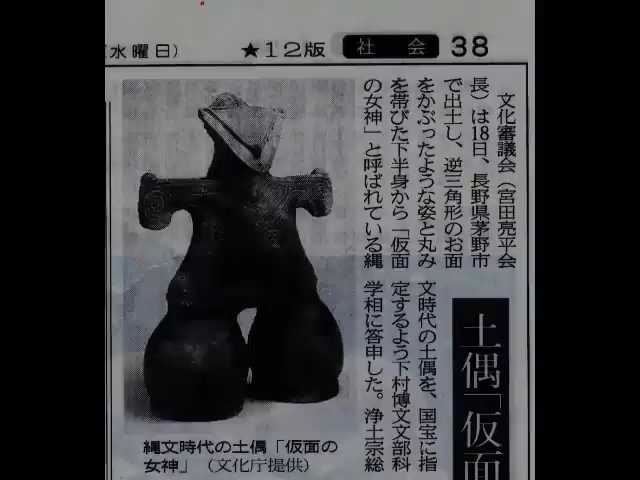 (水曜日) ★12版 社会 38
文化審議会(宮田亮平会
長)は18日、長野県茅野市
で出土し、逆三角形のお面
をかぶったような姿と丸み
を帯びた下半身から「仮面
の女神」と呼ばれている縄
文時代の土偶を、国宝に指
定するよう下村博文文部科
学相に答申した。浄土宗総
土偶「仮面
縄文時代の土偶「仮面の
女神」(文化庁提供)